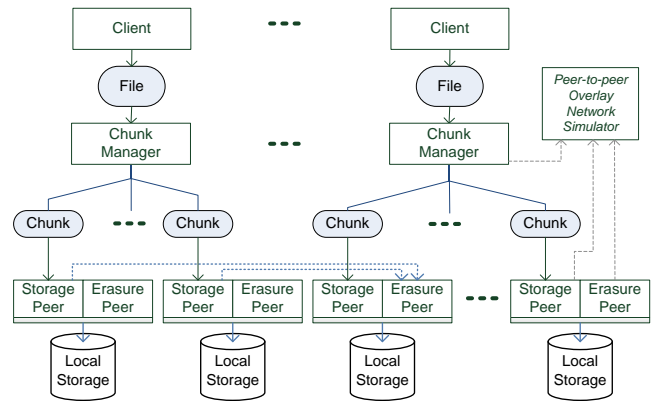 Client
Client
File
File
Peer-to-peer
Overlay
Network
Simulator
Chunk
Manager
Chunk
Manager
Chunk
Chunk
Chunk
Chunk
Storage
Peer
Erasure
Peer
Storage
Peer
Erasure
Peer
Storage
Peer
Erasure
Peer
Storage
Peer
Erasure
Peer
Local
Storage
Local
Storage
Local
Storage
Local
Storage